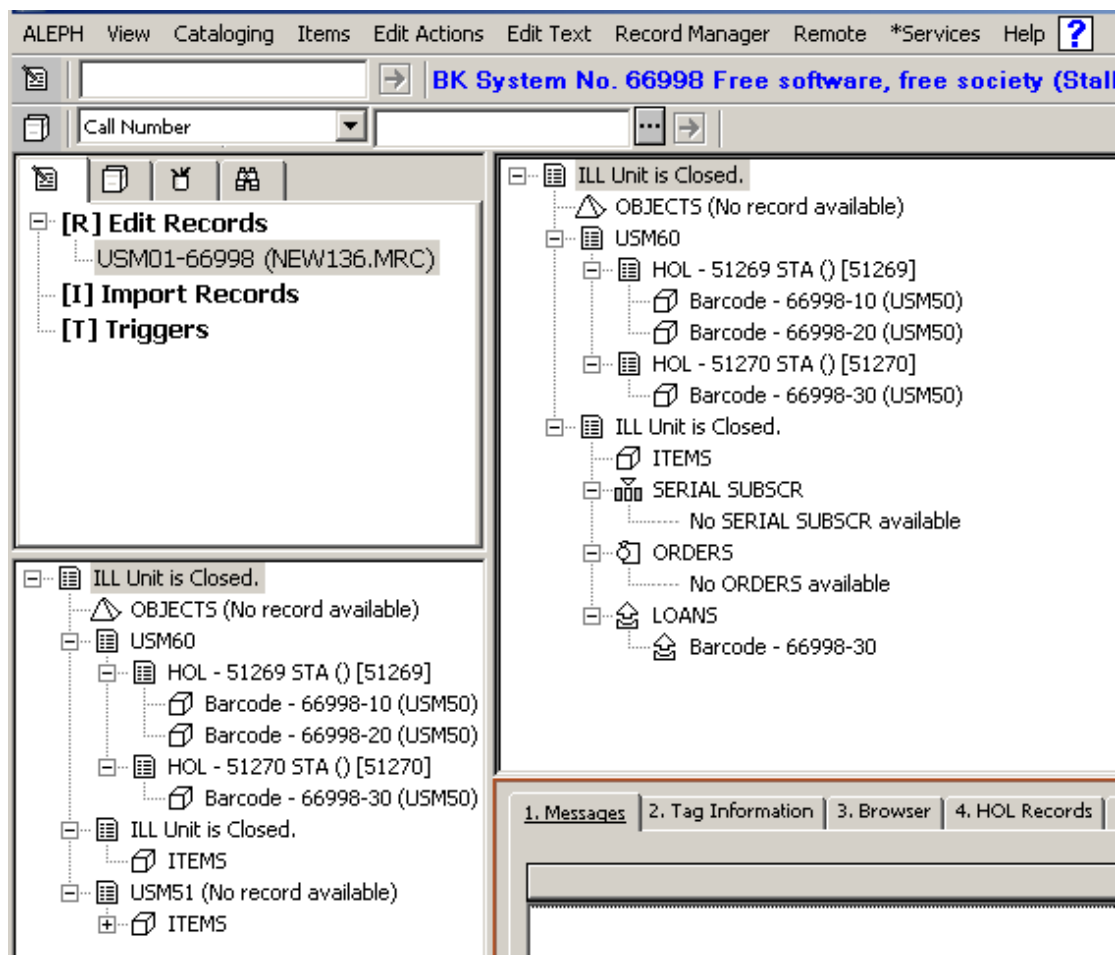 ALEPH View Cataloging Items Edit Actions Edit Text Record Manager Remote *Services Help ?
BK System No. 66998 Free software, free society (Stall
Call Number ...
[R] Edit Records
USM01-66998 (NEW136.MRC)
[I] Import Records
[T] Triggers
ILL Unit is Closed.
OBJECTS (No record available)
USM60
HOL - 51269 STA () [51269]
Barcode - 66998-10 (USM50)
Barcode - 66998-20 (USM50)
HOL - 51270 STA () [51270]
Barcode - 66998-30 (USM50)
ILL Unit is Closed.
ITEMS
USM51 (No record available)
ITEMS
ILL Unit is Closed.
OBJECTS (No record available)
USM60
HOL - 51269 STA () [51269]
Barcode - 66998-10 (USM50)
Barcode - 66998-20 (USM50)
HOL - 51270 STA () [51270]
Barcode - 66998-30 (USM50)
ILL Unit is Closed.
ITEMS
SERIAL SUBSCR
No SERIAL SUBSCR available
ORDERS
No ORDERS available
LOANS
Barcode - 66998-30
1. Messages 2. Tag Information 3. Browser 4. HOL Records